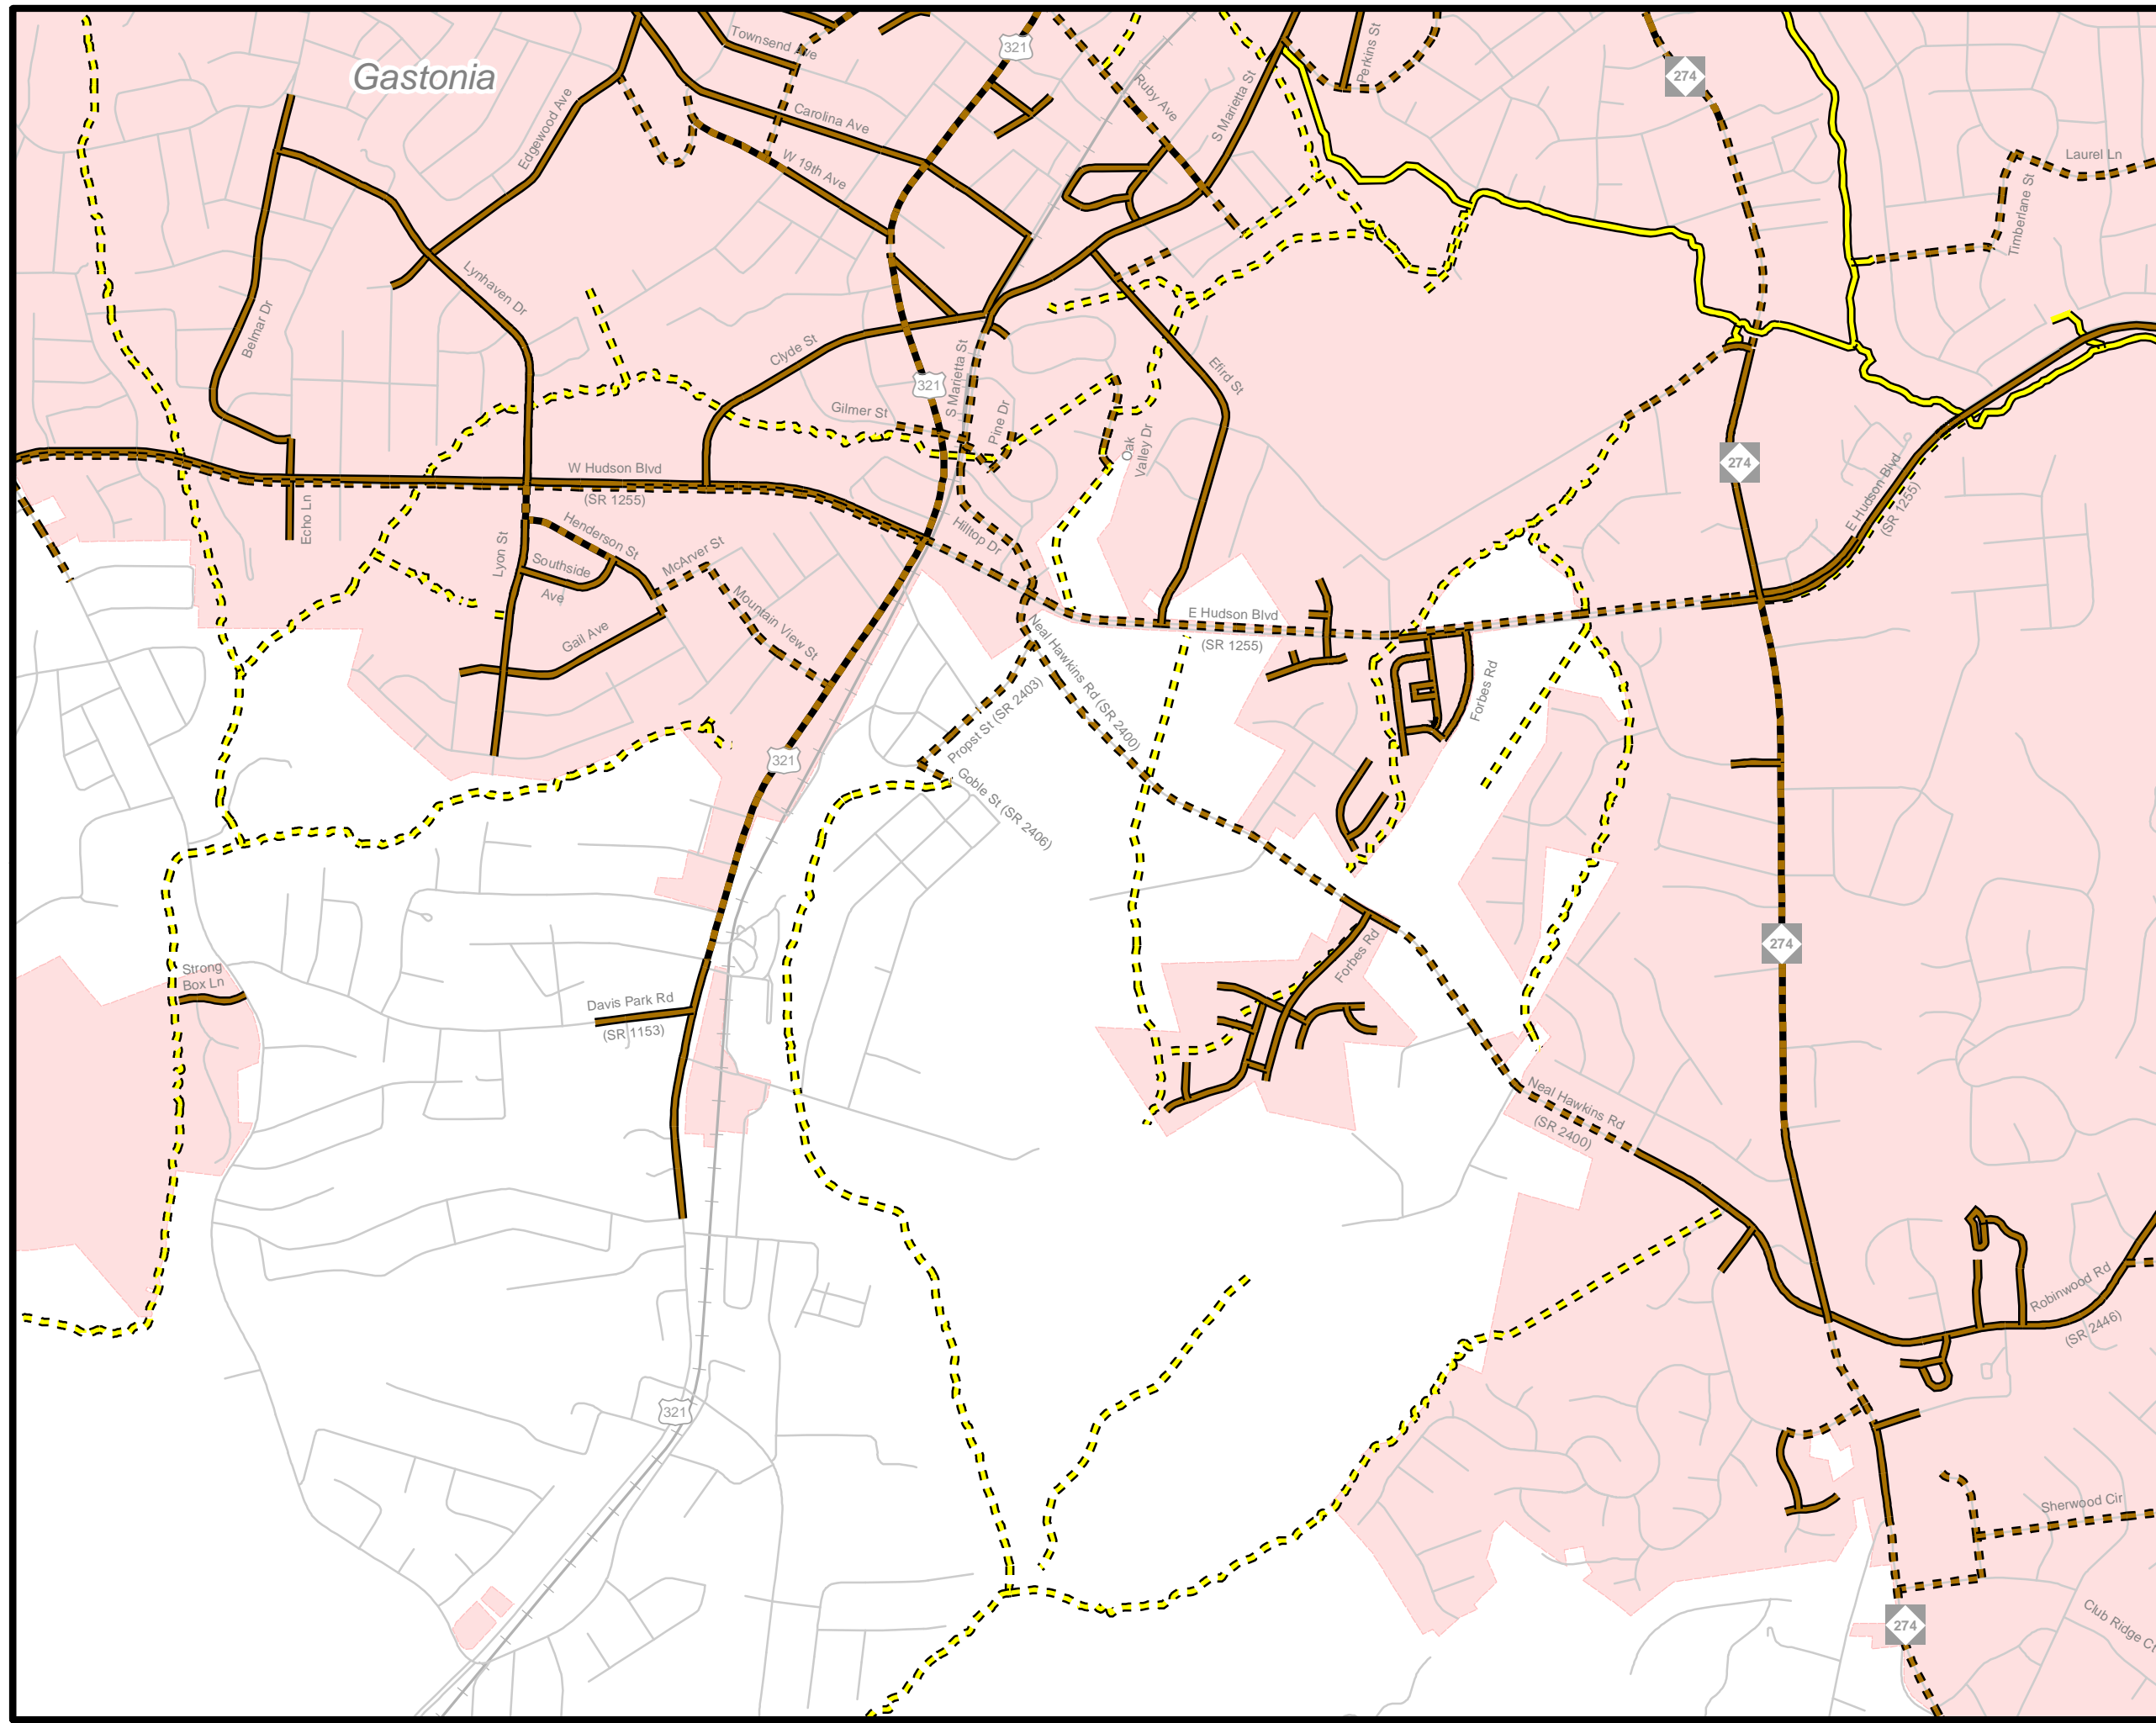 321
Townsend Ave
Perkins St
Gastonia
274
Ruby Ave
S Marietta St
Edgewood Ave
Carolina Ave
Laurel Ln
W 19th Ave
Timberlane St
Lynhaven Dr
Belmar Dr
Clyde St
S Marietta St
Efird St
321
Gilmer St
Pine Dr
Oak
Valley Dr
W Hudson Blvd
(SR 1255)
274
E Hudson Blvd
(SR 1255)
Echo Ln
Henderson St
Hilltop Dr
Lyon St
McArver St
Southside
Ave
Mountain View St
E Hudson Blvd
(SR 1255)
Gail Ave
Neal Hawkins Rd (SR 2400)
Forbes Rd
Propst St (SR 2403)
321
Goble St (SR 2406)
274
Strong
Box Ln
Forbes Rd
Davis Park Rd
(SR 1153)
Neal Hawkins Rd
(SR 2400)
Robinwood Rd
(SR 2446)
321
Sherwood Cir
274
Club Ridge Ct